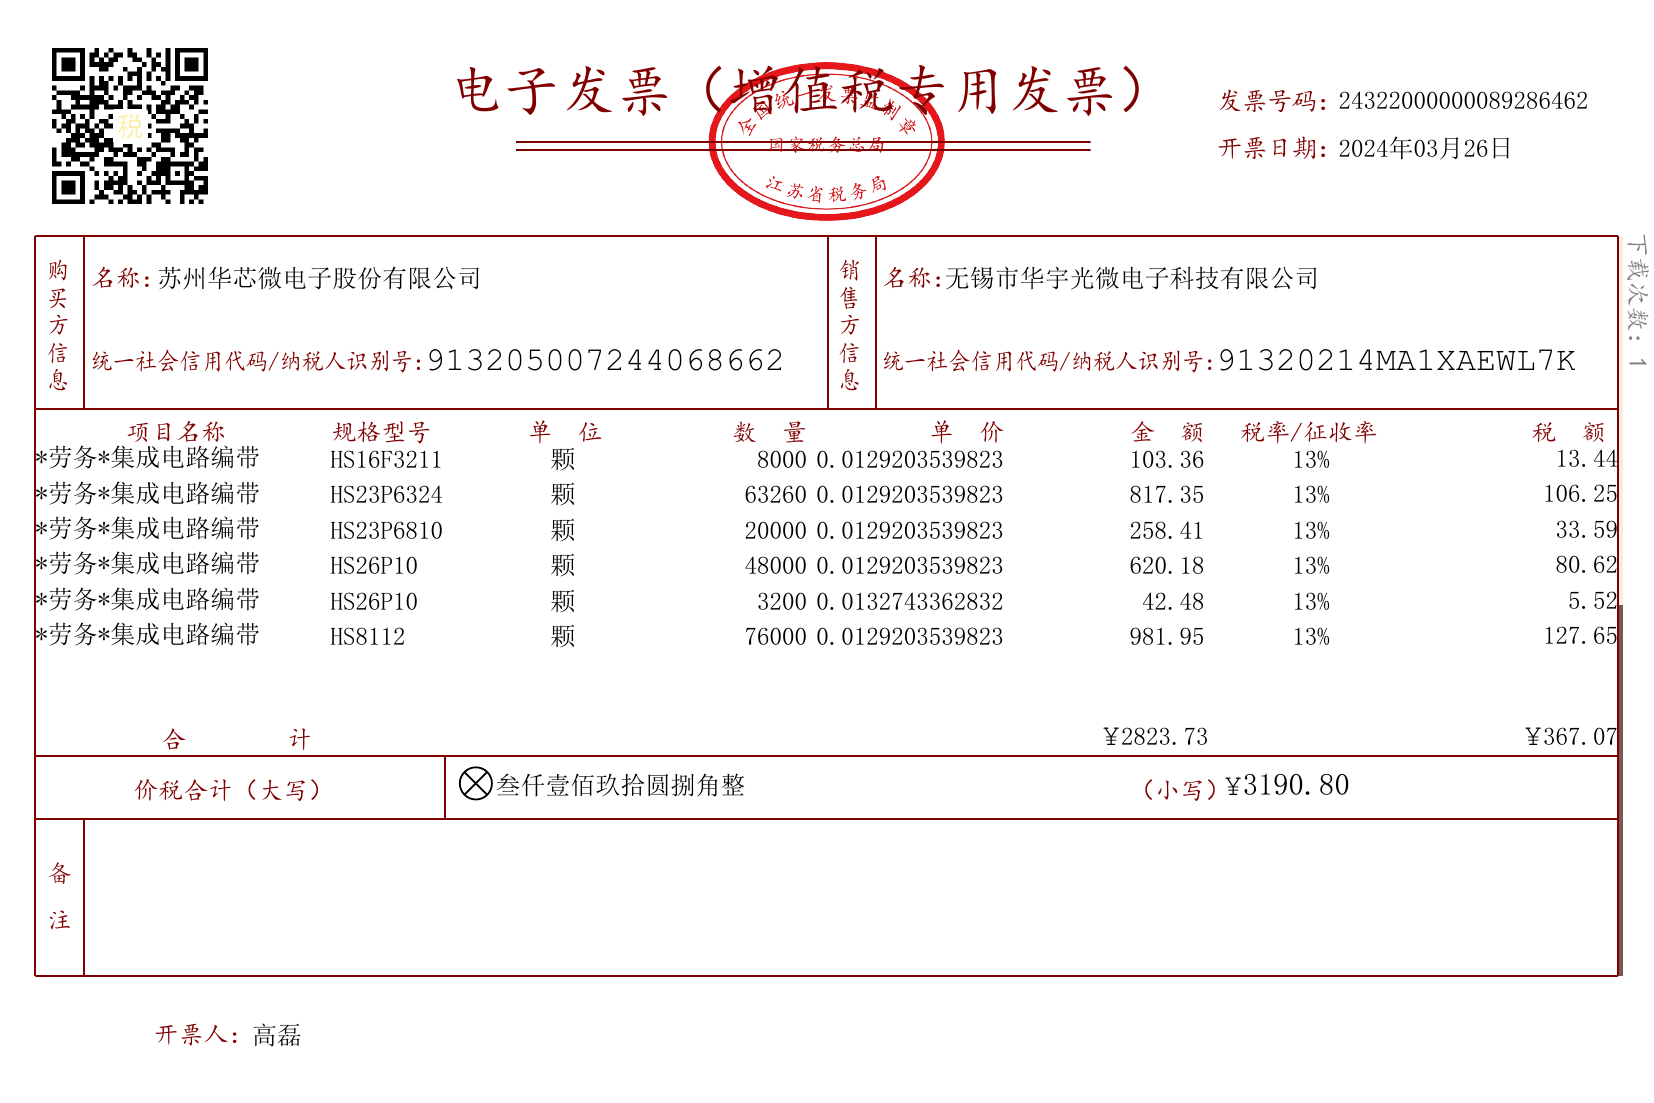 电子发票（增值税专用发票）
全国统一发票监制章
国家税务总局
江苏省税务局
发票号码：24322000000089286462
开票日期：2024年03月26日
税
下载次数：1
购买方信息
名称：苏州华芯微电子股份有限公司
统一社会信用代码/纳税人识别号：913205007244068662
销售方信息
名称：无锡市华宇光微电子科技有限公司
统一社会信用代码/纳税人识别号：91320214MA1XAEWL7K
项目名称 规格型号 单位 数量 单价 金额 税率/征收率 税额
*劳务*集成电路编带 HS16F3211 颗 8000 0.0129203539823 103.36 13% 13.44
*劳务*集成电路编带 HS23P6324 颗 63260 0.0129203539823 817.35 13% 106.25
*劳务*集成电路编带 HS23P6810 颗 20000 0.0129203539823 258.41 13% 33.59
*劳务*集成电路编带 HS26P10 颗 48000 0.0129203539823 620.18 13% 80.62
*劳务*集成电路编带 HS26P10 颗 3200 0.0132743362832 42.48 13% 5.52
*劳务*集成电路编带 HS8112 颗 76000 0.0129203539823 981.95 13% 127.65
合计 ¥2823.73 ¥367.07
价税合计（大写） 叁仟壹佰玖拾圆捌角整 （小写）¥3190.80
备注
开票人：高磊